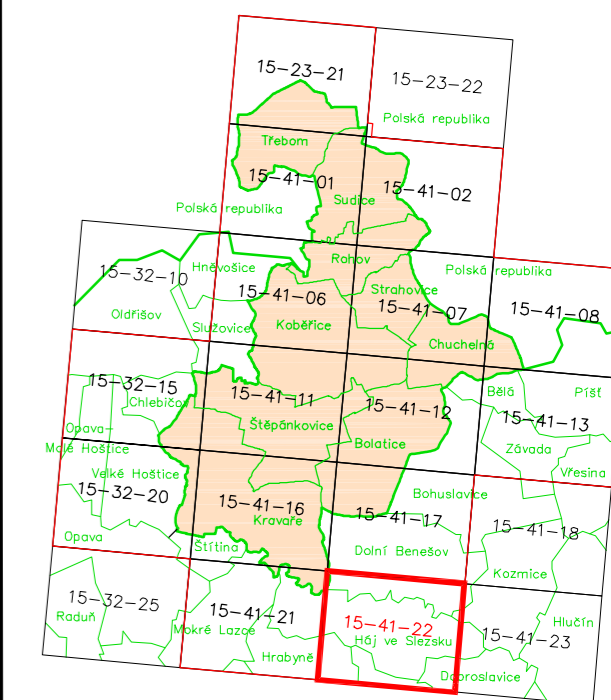 15-23-21
15-23-22
Polská republika
Třebom
15-41-01
15-41-02
Sudice
Polská republika
Rohov
Polská republika
Hněvošice
15-32-10
Strahovice
15-41-06
15-41-07
15-41-08
Oldřišov
Služovice
Kobeřice
Chuchelná
15-32-15
Bělá
Píšť
15-41-11
Chlebičov
15-41-12
15-41-13
Opava-
Štěpánkovice
Malé Hoštice
Bolatice
Závada
Velké Hoštice
Vřesina
15-32-20
Bohuslavice
15-41-16
Kravaře
15-41-17
15-41-18
Opava
Štítina
Dolní Benešov
Kozmice
15-32-25
15-41-21
Raduň
Mokré Lazce
15-41-22
Hlučín
Háj ve Slezsku
15-41-23
Hrabyně
Dobroslavice